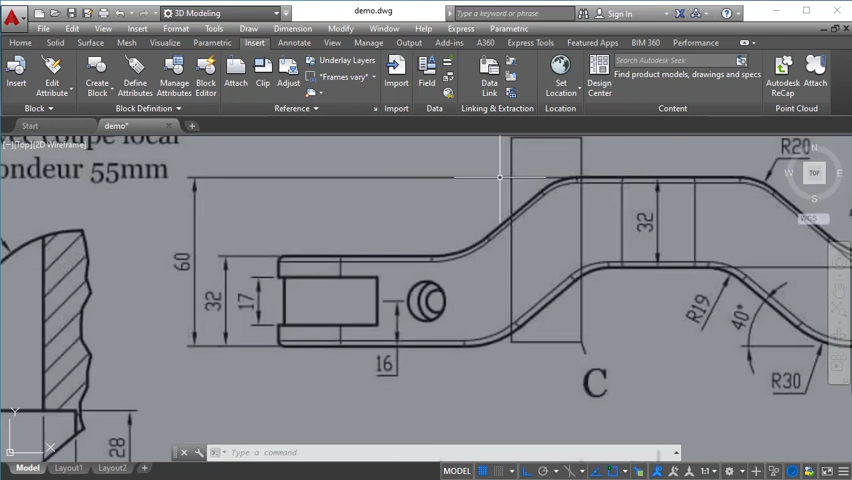 3D Modeling
demo.dwg
Type a keyword or phrase
Sign In
File Edit View Insert Format Tools Draw Dimension Modify Window Help Express Parametric
Home Solid Surface Mesh Visualize Parametric Insert Annotate View Manage Output Add-ins A360 Express Tools Featured Apps BIM 360 Performance
Insert
Edit Attribute
Create Block
Define Attributes
Manage Attributes
Block Editor
Attach
Clip
Adjust
Underlay Layers
*Frames vary*
Import
Field
Data Link
Set Location
Design Center
Autodesk Seek
Find product models, drawings and specs
Autodesk ReCap
Attach
Block
Block Definition
Reference
Import
Data
Linking & Extraction
Location
Content
Point Cloud
Start demo*
[Top][2D Wireframe]
vec coupe local
ondeur 55mm
R20
N
W TOP E
S
WCS
60
32
17
16
32
R19
40°
R30
C
28
Y
X
Type a command
Model Layout1 Layout2
MODEL
1:1